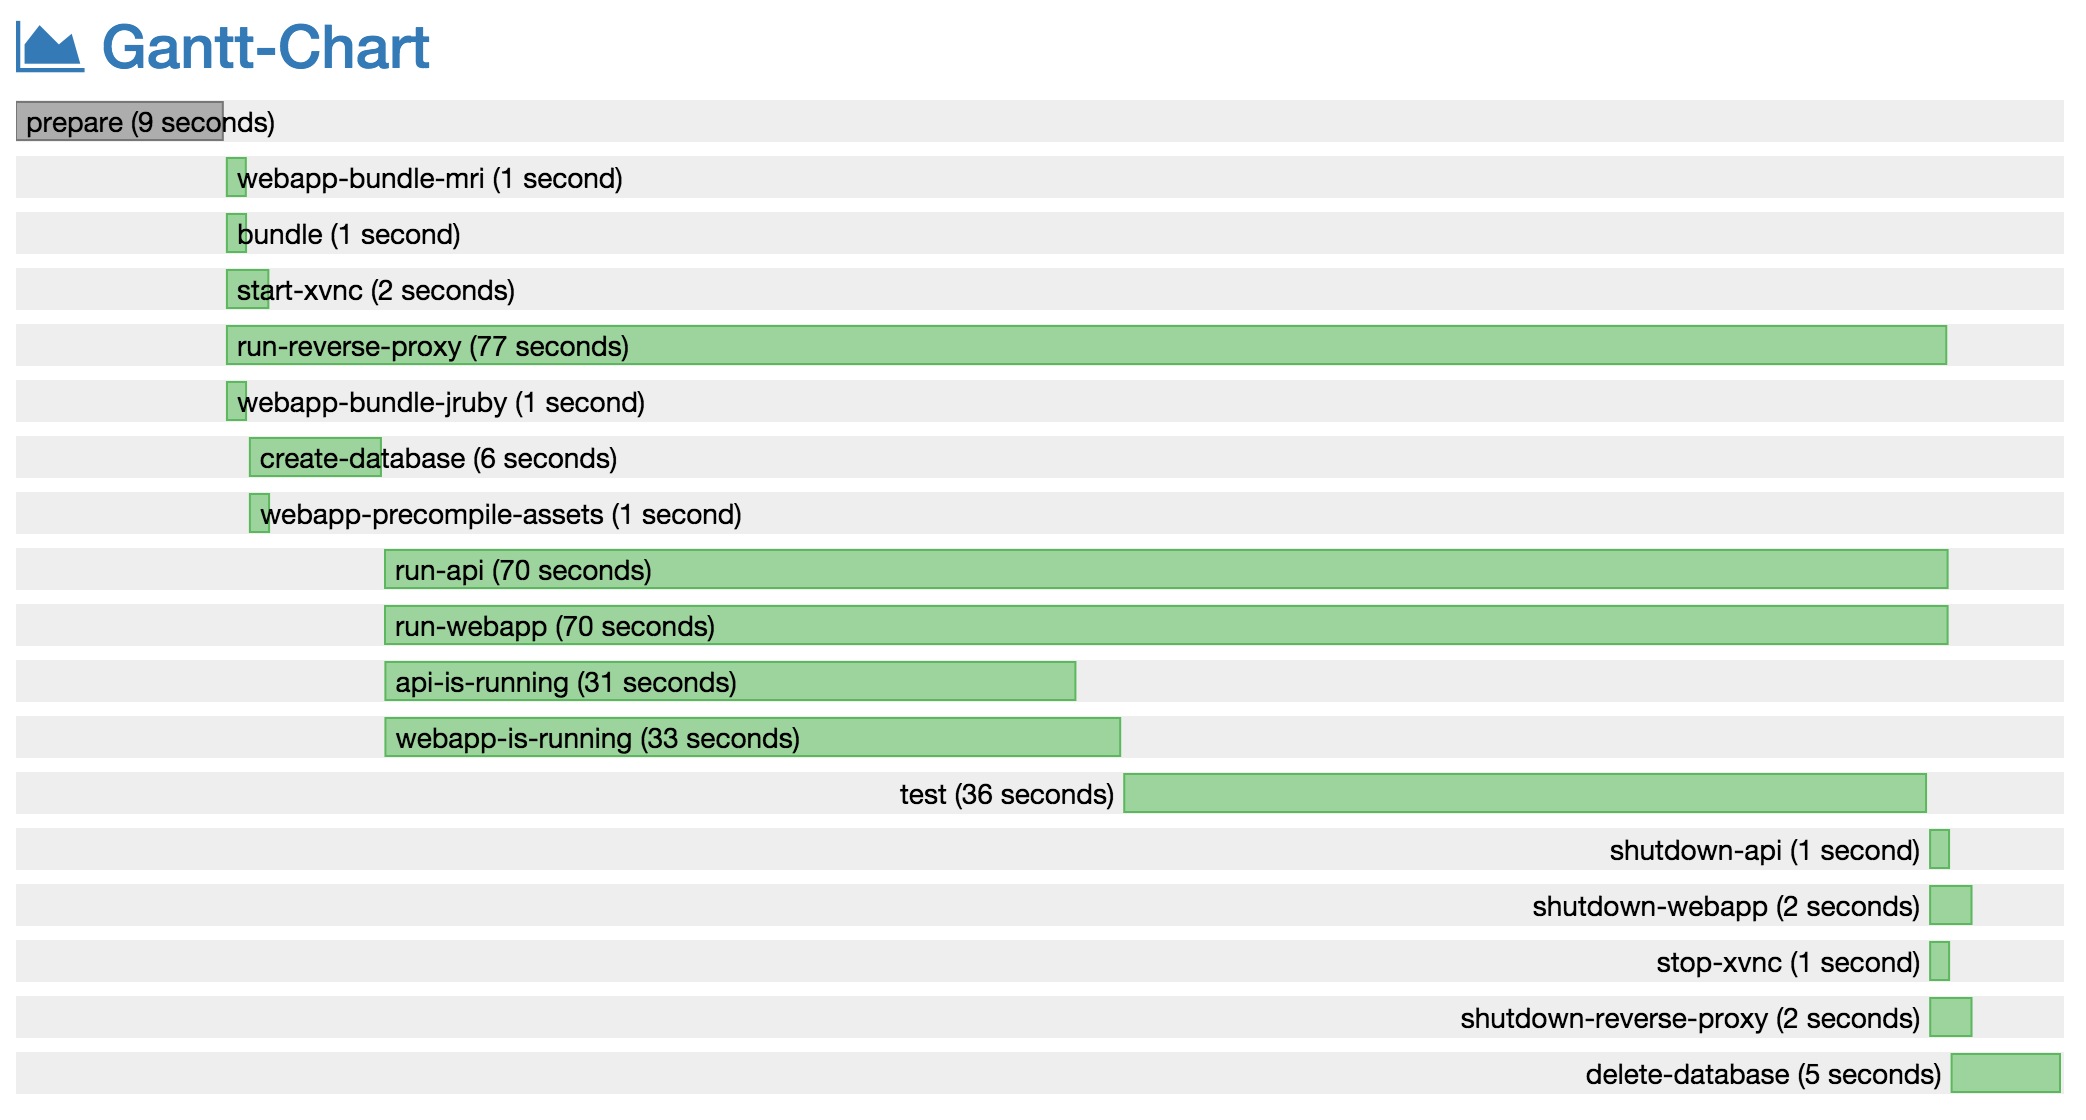 Gantt-Chart
prepare (9 seconds)
webapp-bundle-mri (1 second)
bundle (1 second)
start-xvnc (2 seconds)
run-reverse-proxy (77 seconds)
webapp-bundle-jruby (1 second)
create-database (6 seconds)
webapp-precompile-assets (1 second)
run-api (70 seconds)
run-webapp (70 seconds)
api-is-running (31 seconds)
webapp-is-running (33 seconds)
test (36 seconds)
shutdown-api (1 second)
shutdown-webapp (2 seconds)
stop-xvnc (1 second)
shutdown-reverse-proxy (2 seconds)
delete-database (5 seconds)